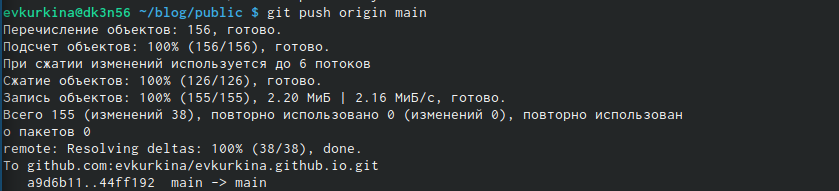 evkurkina@dk3n56 ~/blog/public $ git push origin main
Перечисление объектов: 156, готово.
Подсчет объектов: 100% (156/156), готово.
При сжатии изменений используется до 6 потоков
Сжатие объектов: 100% (126/126), готово.
Запись объектов: 100% (155/155), 2.20 МиБ | 2.16 МиБ/с, готово.
Всего 155 (изменений 38), повторно использовано 0 (изменений 0), повторно использован
о пакетов 0
remote: Resolving deltas: 100% (38/38), done.
To github.com:evkurkina/evkurkina.github.io.git
   a9d6b11..44ff192  main -> main